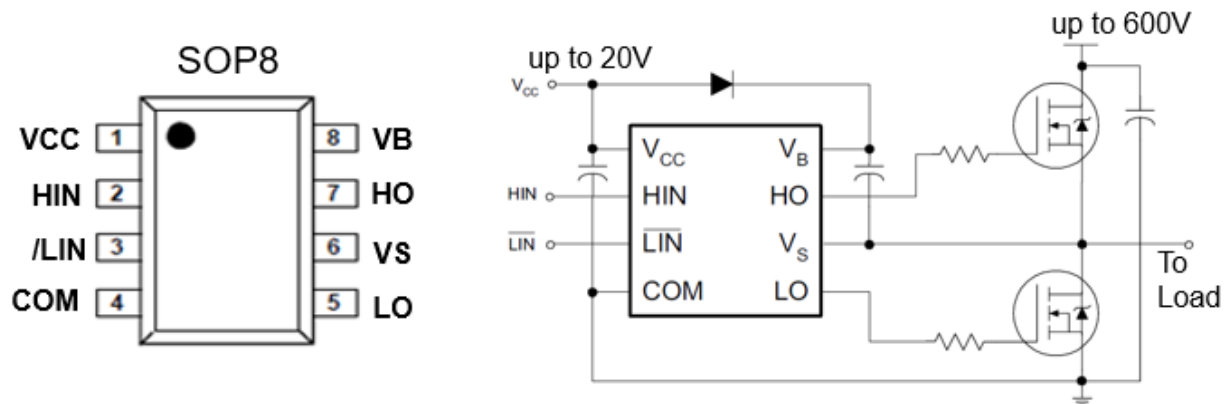 SOP8
VCC 1 8 VB
HIN 2 7 HO
/LIN 3 6 VS
COM 4 5 LO
up to 20V
up to 600V
VCC
VCC VB
HIN HIN HO
LIN LIN VS
COM LO
To
Load